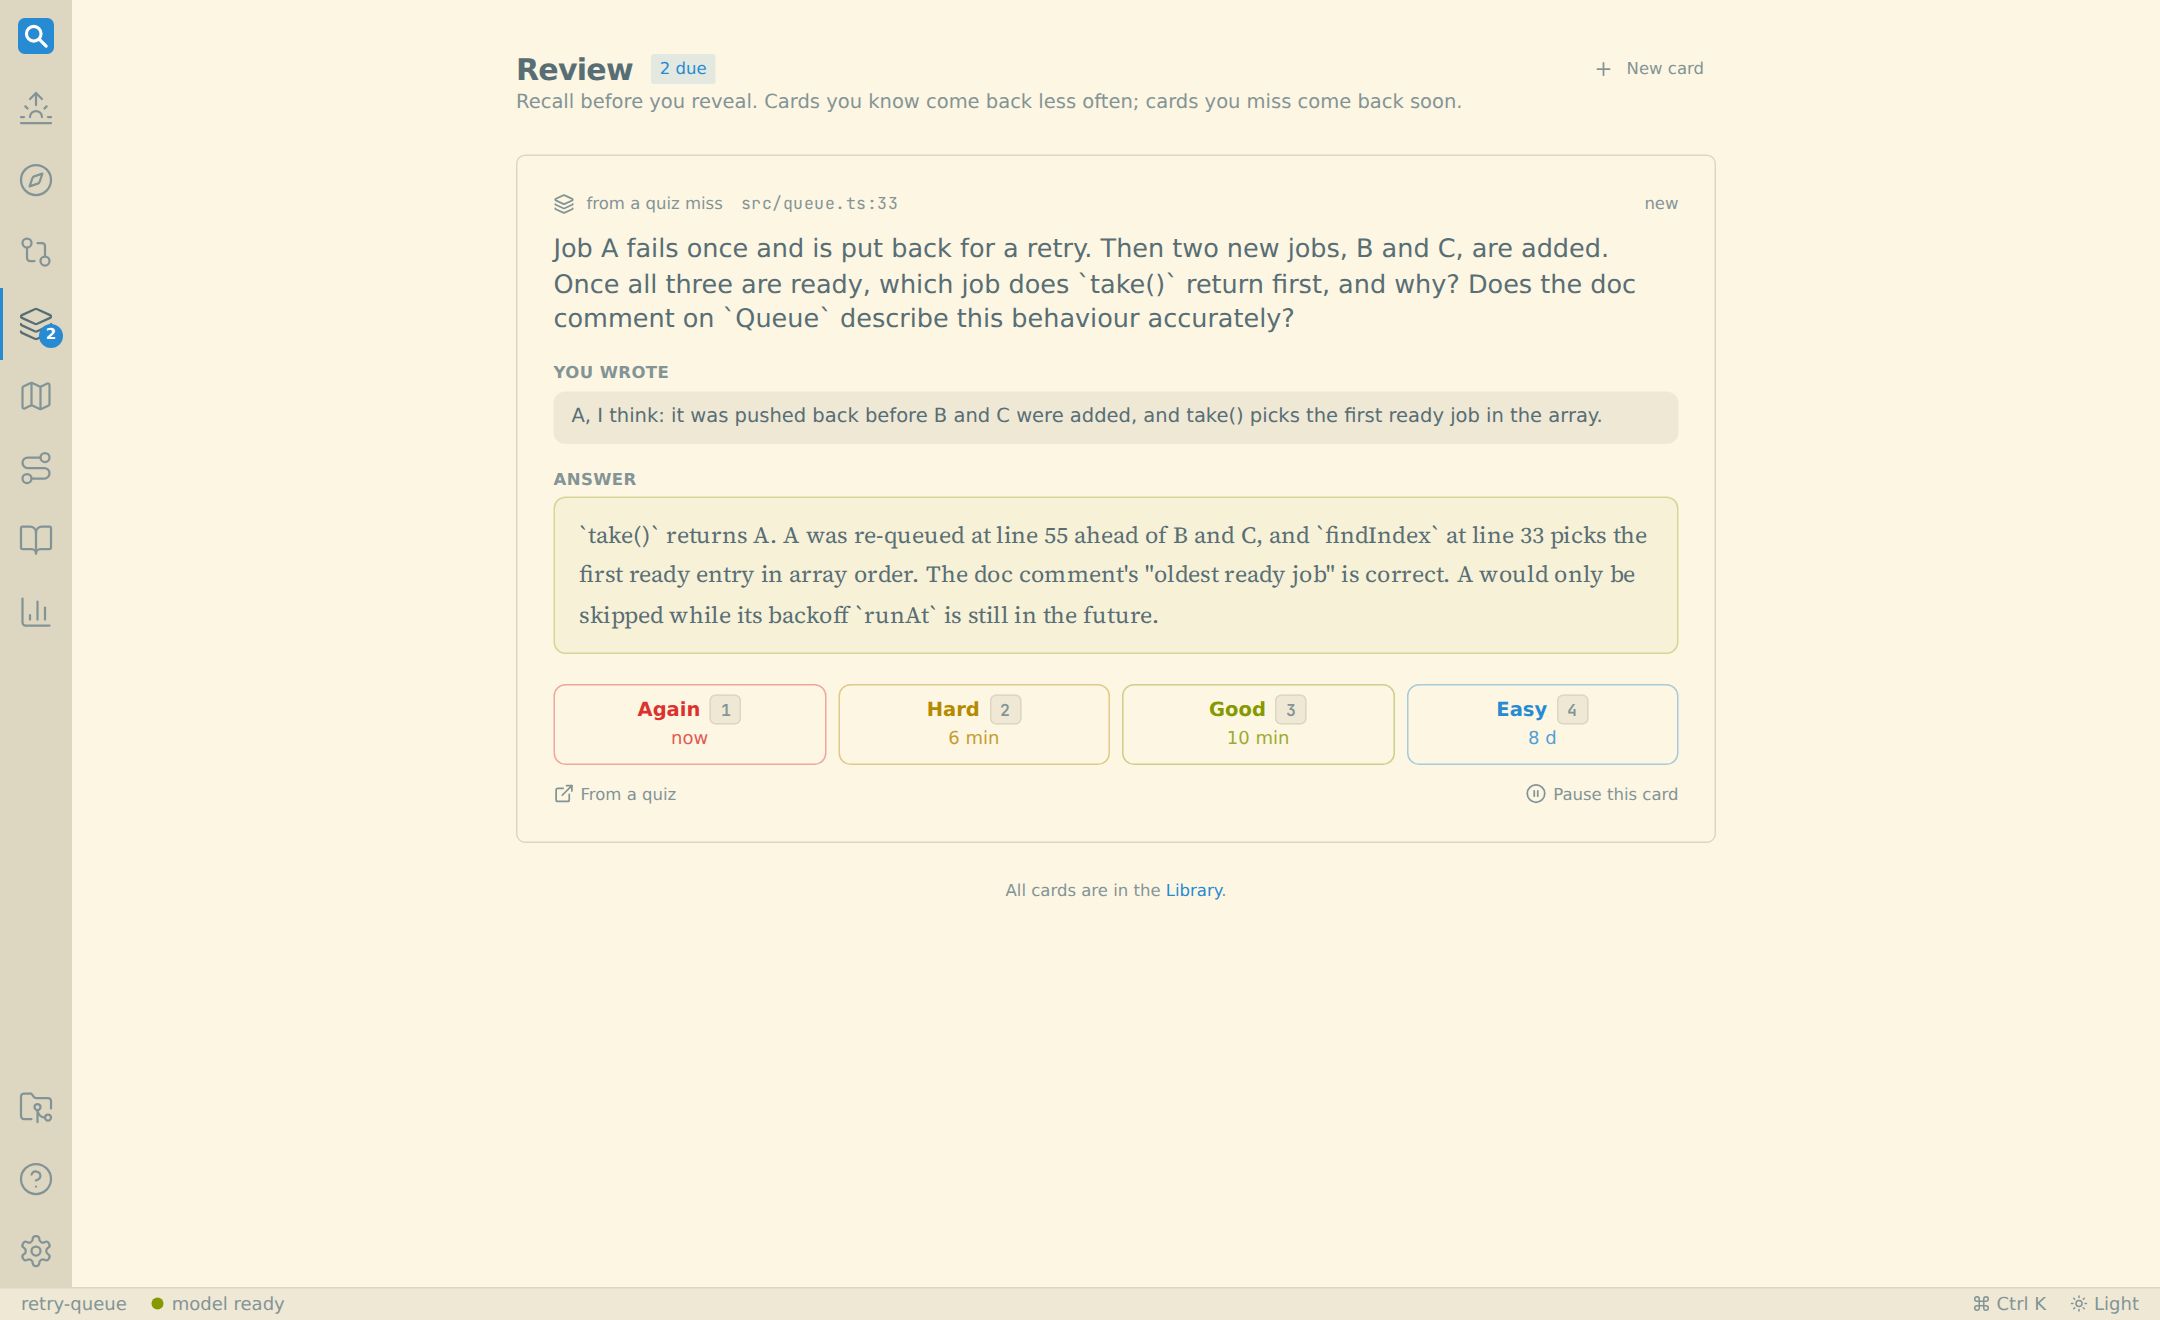 Review
2 due
New card
Recall before you reveal. Cards you know come back less often; cards you miss come back soon.
from a quiz miss src/queue.ts:33
new
Job A fails once and is put back for a retry. Then two new jobs, B and C, are added.
Once all three are ready, which job does `take()` return first, and why? Does the doc
comment on `Queue` describe this behaviour accurately?
2
YOU WROTE
A, I think: it was pushed back before B and C were added, and take() picks the first ready job in the array.
ANSWER
`take()` returns A. A was re-queued at line 55 ahead of B and C, and `findIndex` at line 33 picks the
first ready entry in array order. The doc comment's "oldest ready job" is correct. A would only be
skipped while its backoff `runAt` is still in the future.
Again 1
now
Hard 2
6 min
Good 3
10 min
Easy 4
8 d
From a quiz
Pause this card
All cards are in the Library.
retry-queue
model ready
⌘ Ctrl K
Light